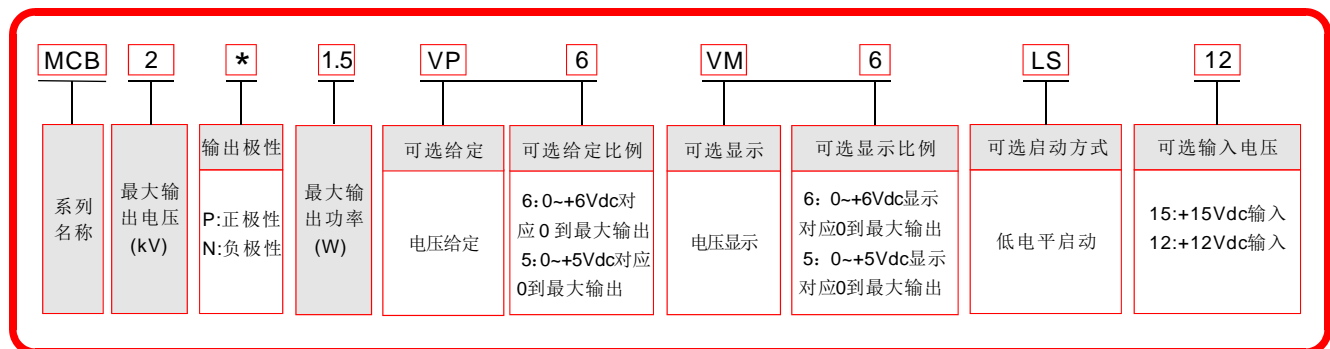 MCB 2 * 1.5 VP 6 VM 6 LS 12
系列
名称
最大输
出电压
(kV)
输出极性
P:正极性
N:负极性
最大输
出功率
(W)
可选给定
电压给定
可选给定比例
6:0~+6Vdc对
应0到最大输出
5:0~+5Vdc对应
0到最大输出
可选显示
电压显示
可选显示比例
6：0~+6Vdc显示
对应0到最大输出
5：0~+5Vdc显示
对应0到最大输出
可选启动方式
低电平启动
可选输入电压
15:+15Vdc输入
12:+12Vdc输入